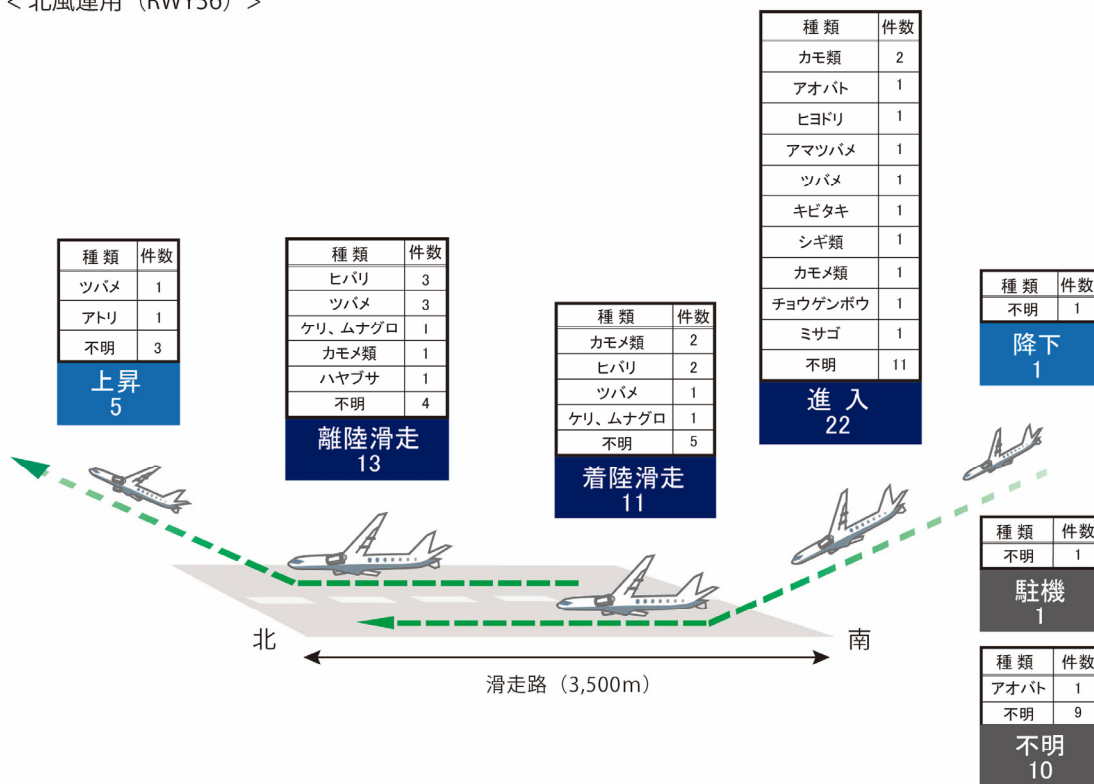 ＜北風運用（RWY36）＞
種類 件数
ツバメ 1
アトリ 1
不明 3
上昇
5
種類 件数
ヒバリ 3
ツバメ 3
ケリ、ムナグロ 1
カモメ類 1
ハヤブサ 1
不明 4
離陸滑走
13
種類 件数
カモメ類 2
ヒバリ 2
ツバメ 1
ケリ、ムナグロ 1
不明 5
着陸滑走
11
種類 件数
カモ類 2
アオバト 1
ヒヨドリ 1
アマツバメ 1
ツバメ 1
キビタキ 1
シギ類 1
カモメ類 1
チョウゲンボウ 1
ミサゴ 1
不明 11
進入
22
種類 件数
不明 1
降下
1
種類 件数
不明 1
駐機
1
種類 件数
アオバト 1
不明 9
不明
10
北
南
滑走路（3,500m）